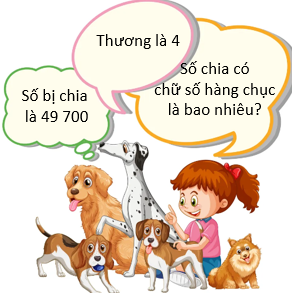 Thương là 4
Số bị chia
là 49 700
Số chia có
chữ số hàng chục
là bao nhiêu?